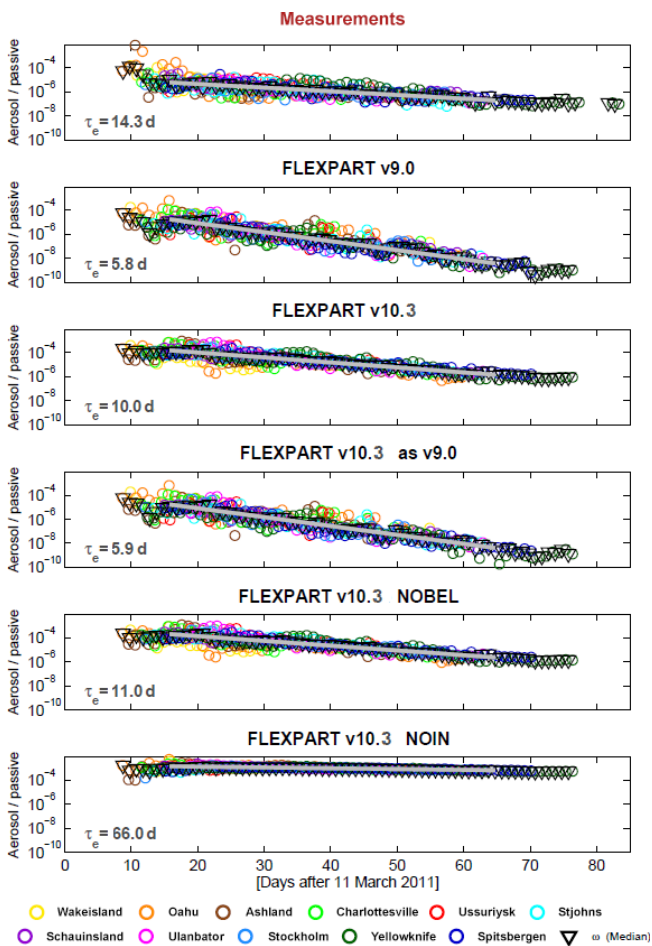 Measurements
Aerosol / passive
10^-4
10^-6
10^-8
10^-10
τ_e = 14.3 d
FLEXPART v9.0
Aerosol / passive
10^-4
10^-6
10^-8
10^-10
τ_e = 5.8 d
FLEXPART v10.3
Aerosol / passive
10^-4
10^-6
10^-8
10^-10
τ_e = 10.0 d
FLEXPART v10.3 as v9.0
Aerosol / passive
10^-4
10^-6
10^-8
10^-10
τ_e = 5.9 d
FLEXPART v10.3 NOBEL
Aerosol / passive
10^-4
10^-6
10^-8
10^-10
τ_e = 11.0 d
FLEXPART v10.3 NOIN
Aerosol / passive
10^-4
10^-6
10^-8
10^-10
τ_e = 66.0 d
0 10 20 30 40 50 60 70 80
[Days after 11 March 2011]
Wakeisland Oahu Ashland Charlottesville Ussuriysk Stjohns
Schauinsland Ulanbator Stockholm Yellowknife Spitsbergen ω (Median)